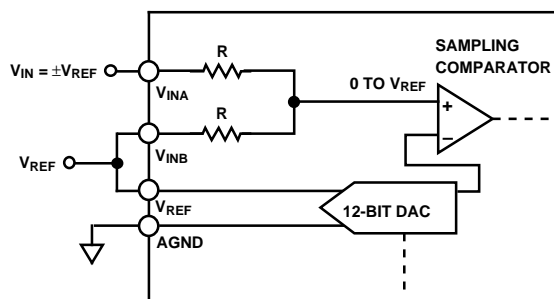 R
SAMPLING
COMPARATOR
VIN = ±VREF
VINA
0 TO VREF
+
R
−
VINB
VREF
VREF
12-BIT DAC
AGND